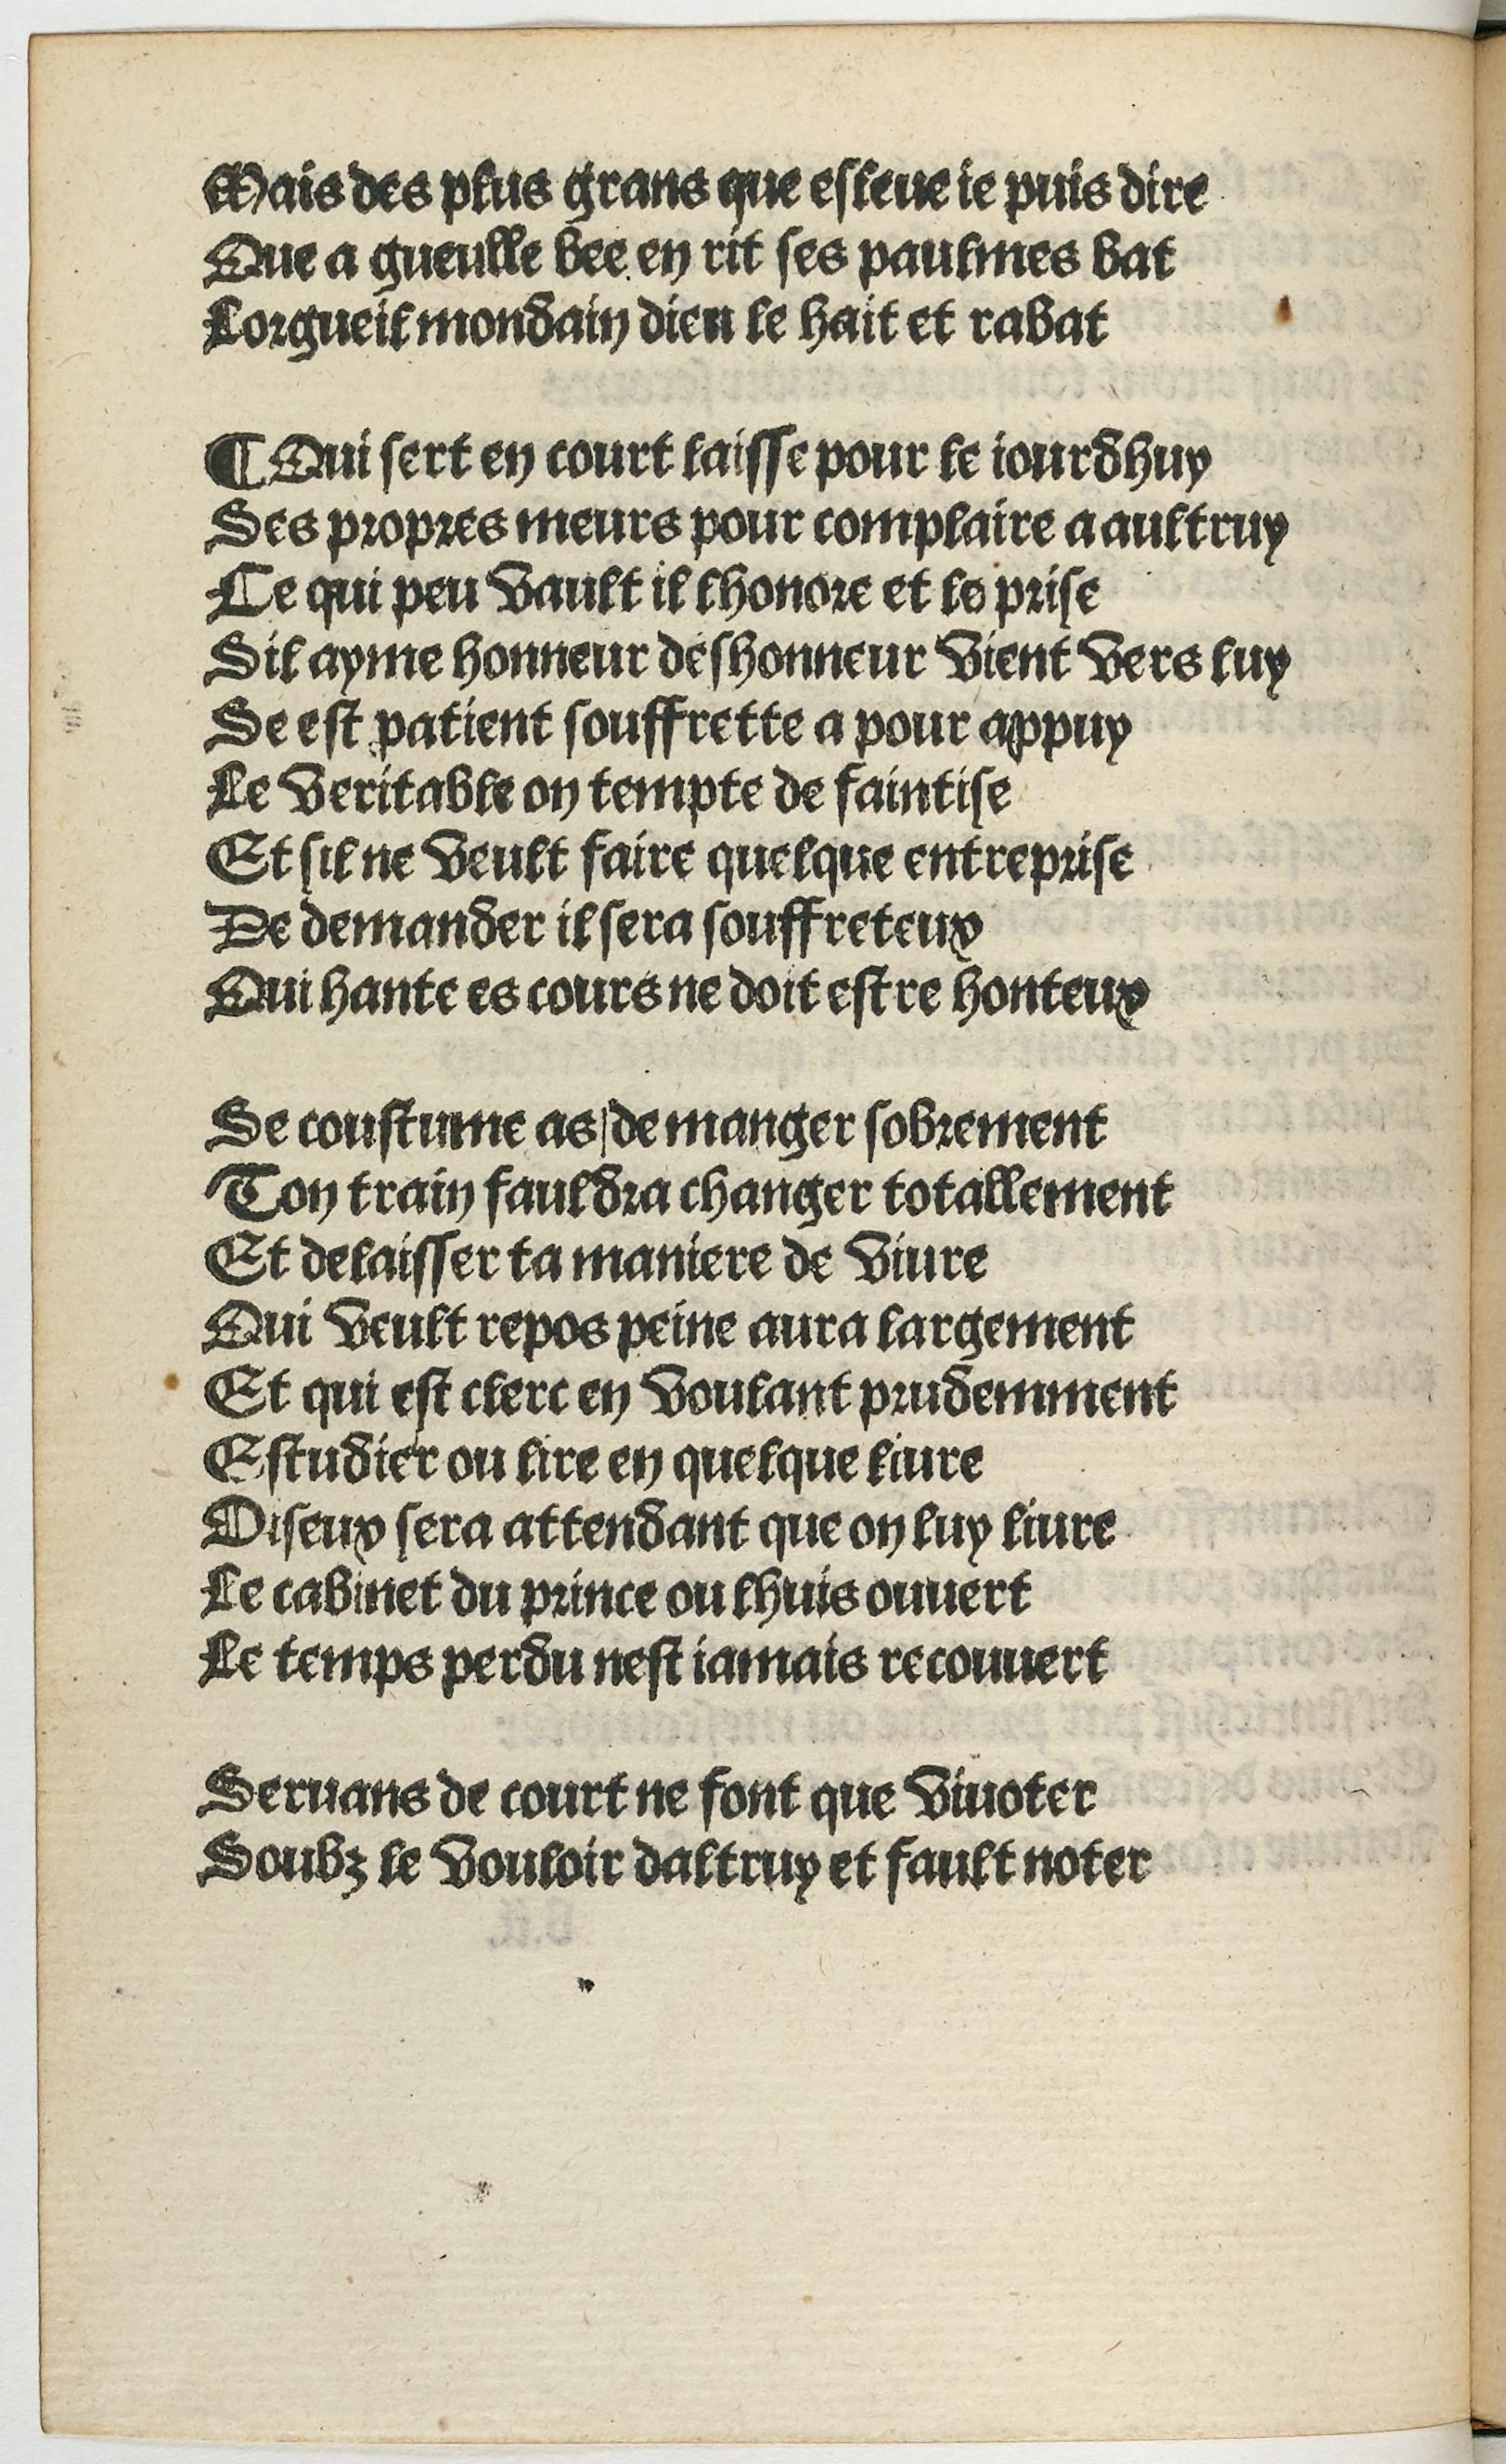 Mais des plus grans que esleue ie puis dire
Que a gueulle bee en rit ses paulmes bat
Lorgueil mondain dieu le hait et rabat
¶ Qui sert en court laisse pour le iourdhuy
Ses propres meurs pour complaire a aultruy
Ce qui peu vault il lhonore et le prise
Sil ayme honneur deshonneur vient vers luy
Se est patient souffrette a pour appuy
Le veritable on tempte de faintise
Et sil ne veult faire quelque entreprise
De demander il sera souffreteux
Qui hante es cours ne doit estre honteux
Se coustume as/de manger sobrement
Ton train fauldra changer totallement
Et delaisser ta maniere de viure
Qui veult repos peine aura largement
Et qui est clerc en voulant prudemment
Estudier ou lire en quelque liure
Oiseux sera attendant que on luy liure
Le cabinet du prince ou lhuis ouuert
Le temps perdu nest iamais recouuert
Seruans de court ne font que viuoter
Soubz le vouloir daltruy et fault noter